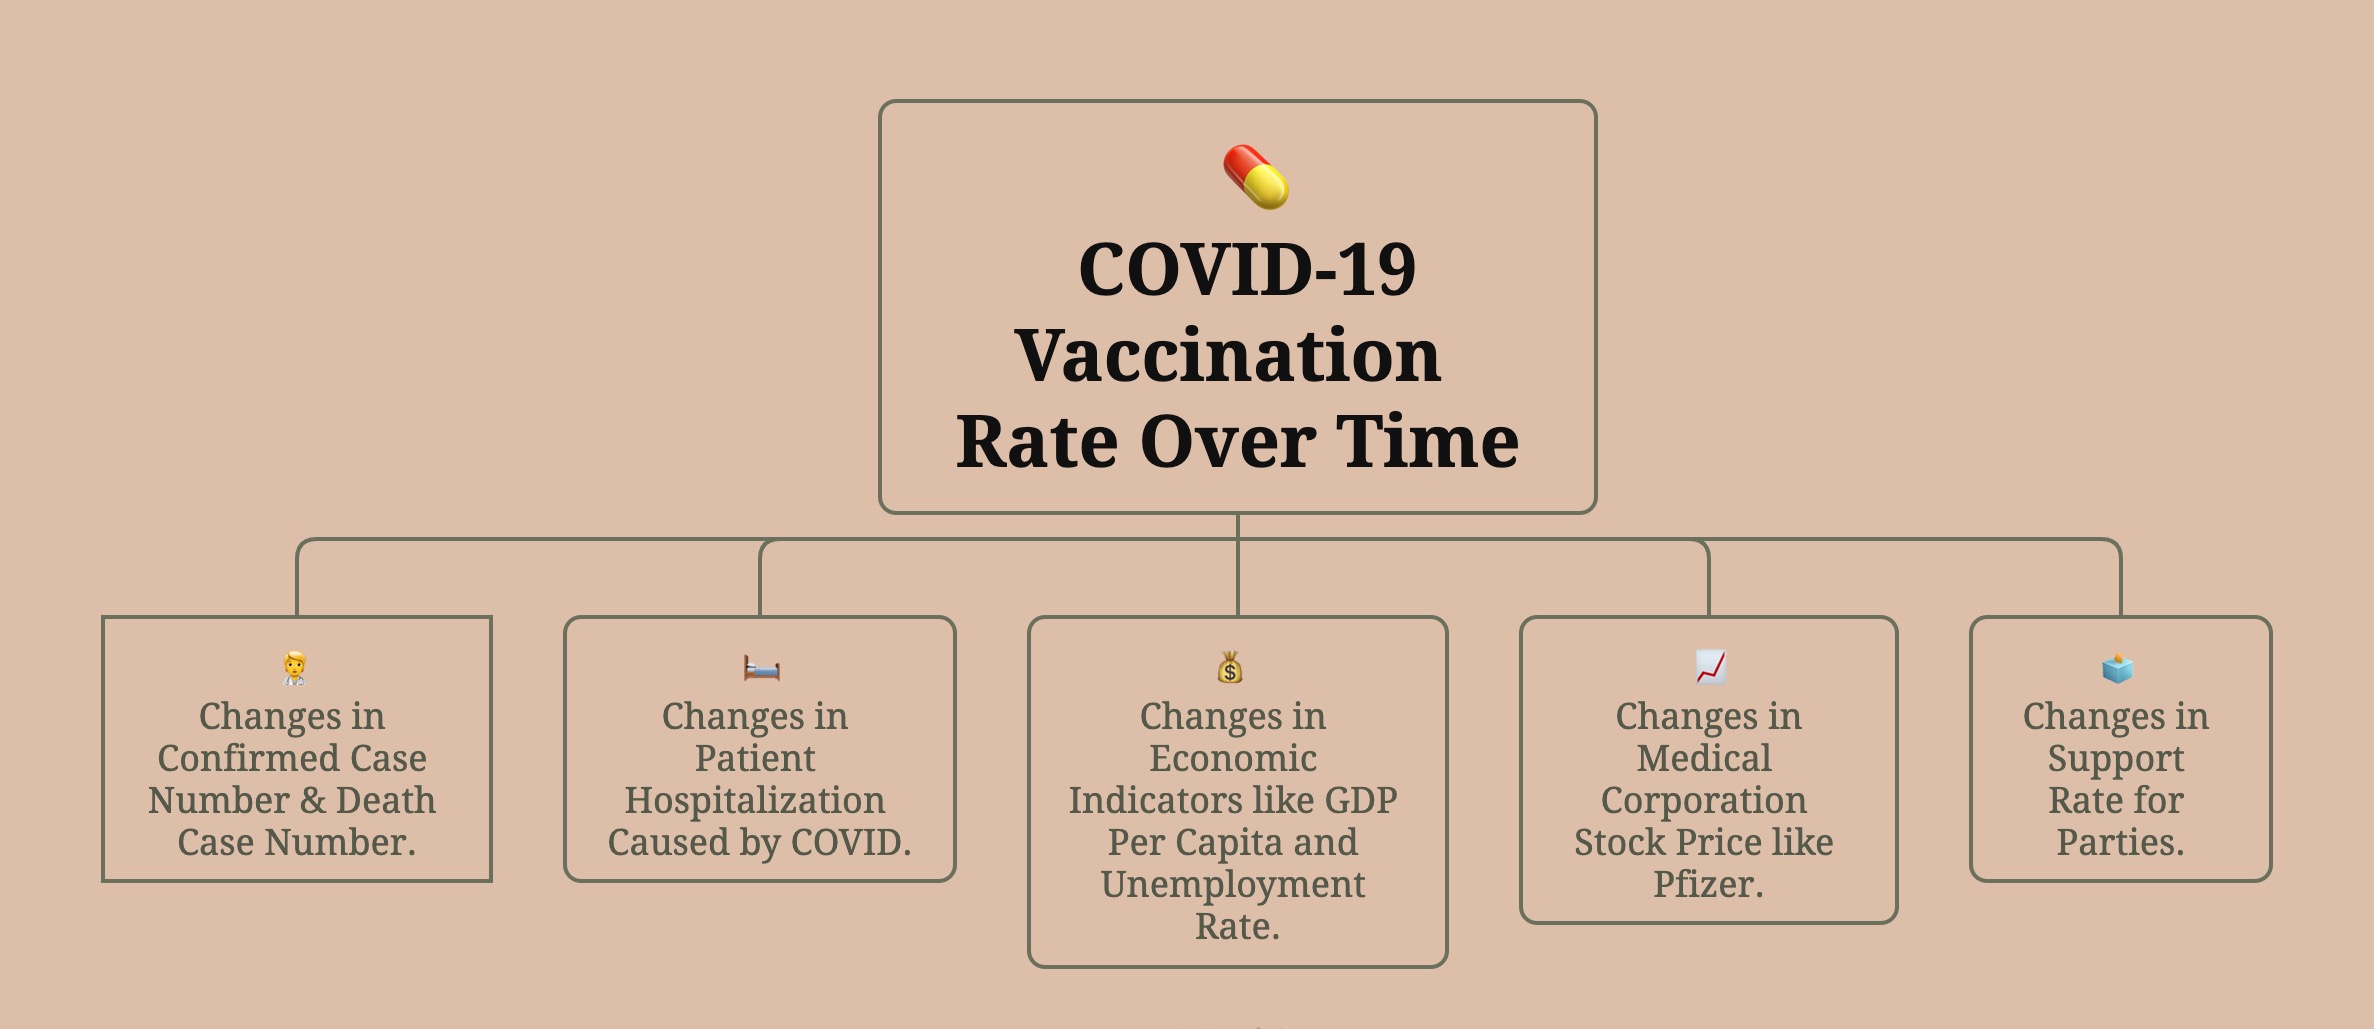 COVID-19
Vaccination
Rate Over Time
Changes in
Confirmed Case
Number & Death
Case Number.
Changes in
Patient
Hospitalization
Caused by COVID.
Changes in
Economic
Indicators like GDP
Per Capita and
Unemployment
Rate.
Changes in
Medical
Corporation
Stock Price like
Pfizer.
Changes in
Support
Rate for
Parties.